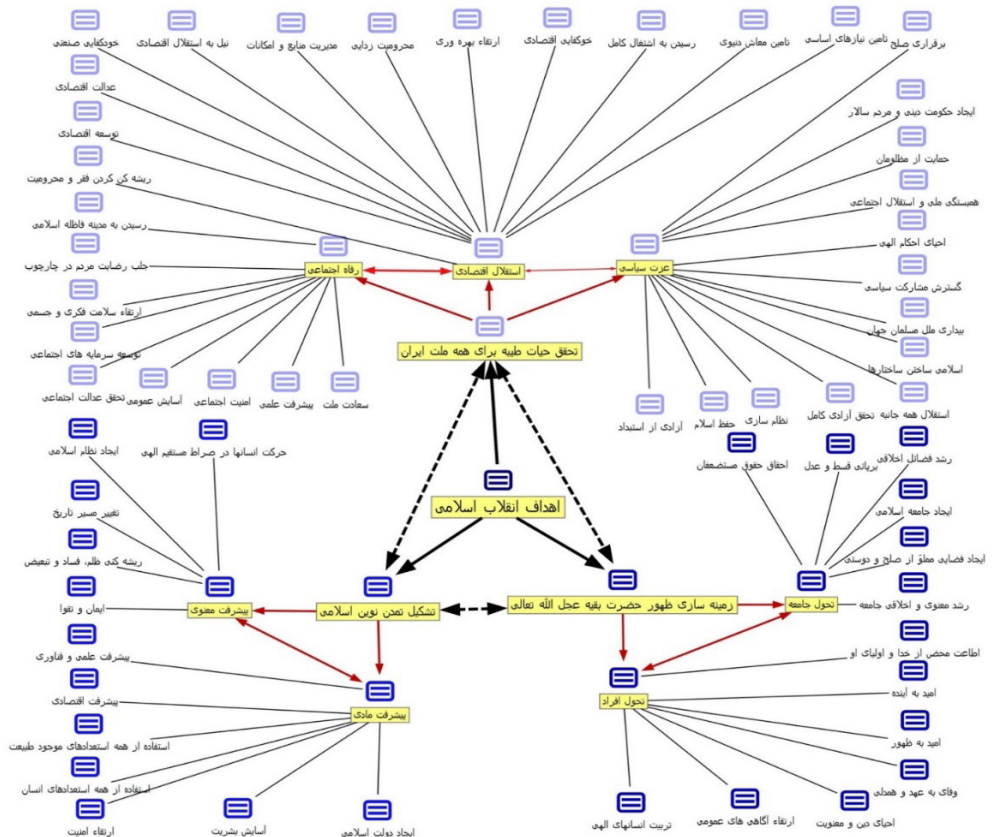 برقراری صلح
تامین نیازهای اساسی
تامین معاش دنیوی
رسیدن به اشتغال کامل
خوکفایی اقتصادی
ارتقاء بهره وری
محرومیت زدایی
مدیریت منابع و امکانات
نیل به استقلال اقتصادی
خودکفایی صنعتی
عدالت اقتصادی
توسعه اقتصادی
ریشه کن کردن فقر و محرومیت
رسیدن به مدینه فاظله اسلامی
جلب رضایت مردم در چارچوب
ارتقاء سلامت فکری و جسمی
توسعه سرمایه های اجتماعی
تحقق عدالت اجتماعی
آسایش عمومی
امنیت اجتماعی
پیشرفت علمی
سعادت ملت
ایجاد حکومت دینی و مردم سالار
حمایت از مظلومان
همبستگی ملی و استقلال اجتماعی
احیای احکام الهی
گسترش مشارکت سیاسی
بیداری ملل مسلمان جهان
اسلامی ساختن ساختارها
استقلال همه جانبه
تحقق آزادی کامل
نظام سازی
حفظ اسلام
آزادی از استبداد
عزت سیاسی
استقلال اقتصادی
رفاه اجتماعی
تحقق حیات طیبه برای همه ملت ایران
اهداف انقلاب اسلامی
احقاق حقوق مستضعفان
برپائی قسط و عدل
رشد فضائل اخلاقی
ایجاد جامعه اسلامی
ایجاد فضایی مملوّ از صلح و دوستی
رشد معنوی و اخلاقی جامعه
تحول جامعه
زمینه سازی ظهور حضرت بقیه عجل الله تعالی
تشکیل تمدن نوین اسلامی
پیشرفت معنوی
حرکت انسانها در صراط مستقیم الهی
ایجاد نظام اسلامی
تغییر مسیر تاریخ
ریشه کنی ظلم، فساد و تبعیض
ایمان و تقوا
اطاعت محض از خدا و اولیای او
امید به آینده
امید به ظهور
وفای به عهد و همدلی
احیای دین و معنویت
ارتقاء آگاهی های عمومی
تربیت انسانهای الهی
تحول افراد
پیشرفت مادی
پیشرفت علمی و فناوری
پیشرفت اقتصادی
استفاده از همه استعدادهای موجود طبیعت
استفاده از همه استعدادهای انسان
ارتقاء امنیت
آسایش بشریت
ایجاد دولت اسلامی